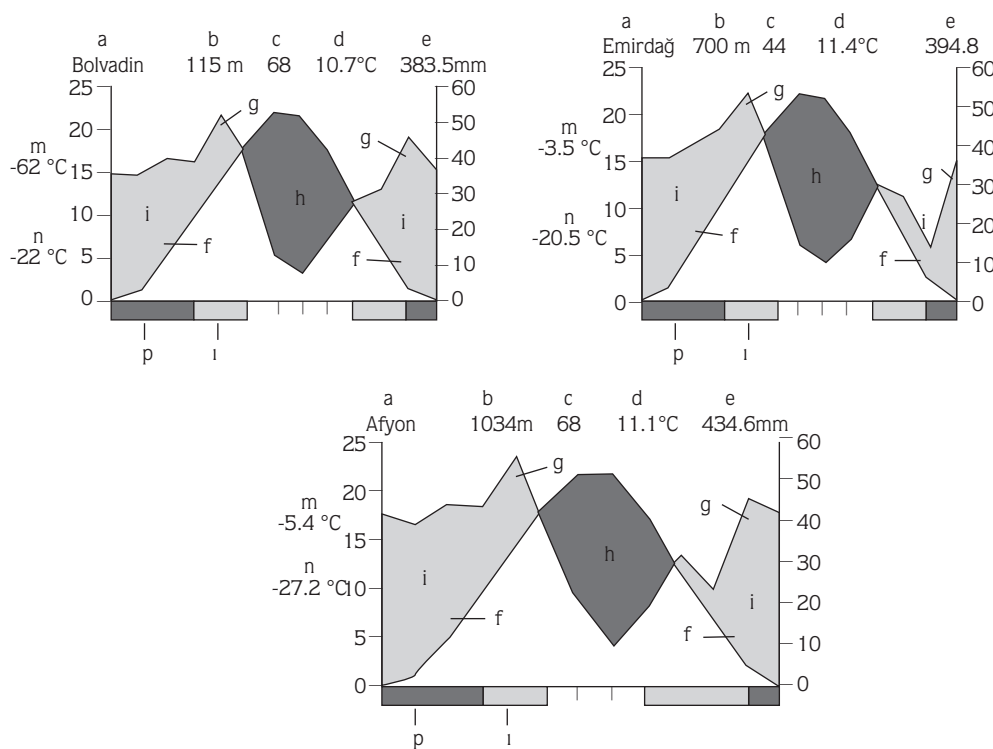 a b c d e
Bolvadin 115 m 68 10.7°C 383.5mm
25 60
20 50
m 40
-62 °C 15 30
10 20
n 10
-22 °C 5
0 0
g g h i i f f
p ı
a b c d e
Emirdağ 700 m 44 11.4°C 394.8
25 60
20 50
m 40
-3.5 °C 15 30
10 20
n 10
-20.5 °C 5
0 0
g g h i i f f
p ı
a b c d e
Afyon 1034m 68 11.1°C 434.6mm
25 60
20 50
m 40
-5.4 °C 15 30
n 20
-27.2 °C 10
5 10
0 0
g g h i i f f
p ı